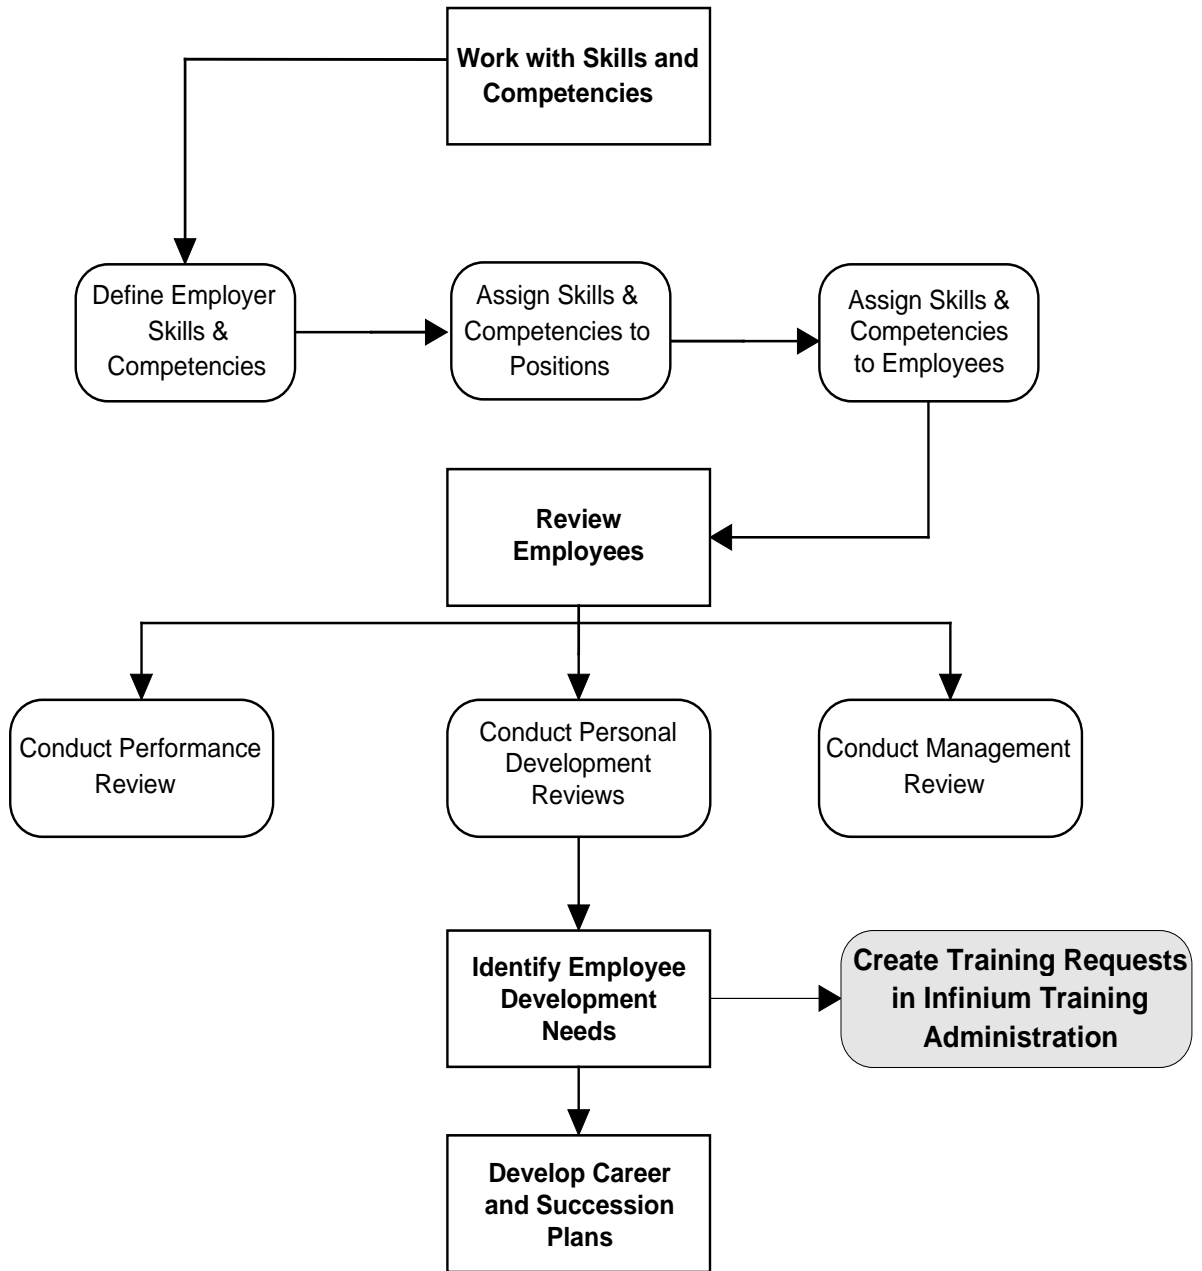 Work with Skills and
Competencies
Define Employer
Skills &
Competencies
Assign Skills &
Competencies to
Positions
Assign Skills &
Competencies
to Employees
Review
Employees
Conduct Performance
Review
Conduct Personal
Development
Reviews
Conduct Management
Review
Identify Employee
Development
Needs
Create Training Requests
in Infinium Training
Administration
Develop Career
and Succession
Plans